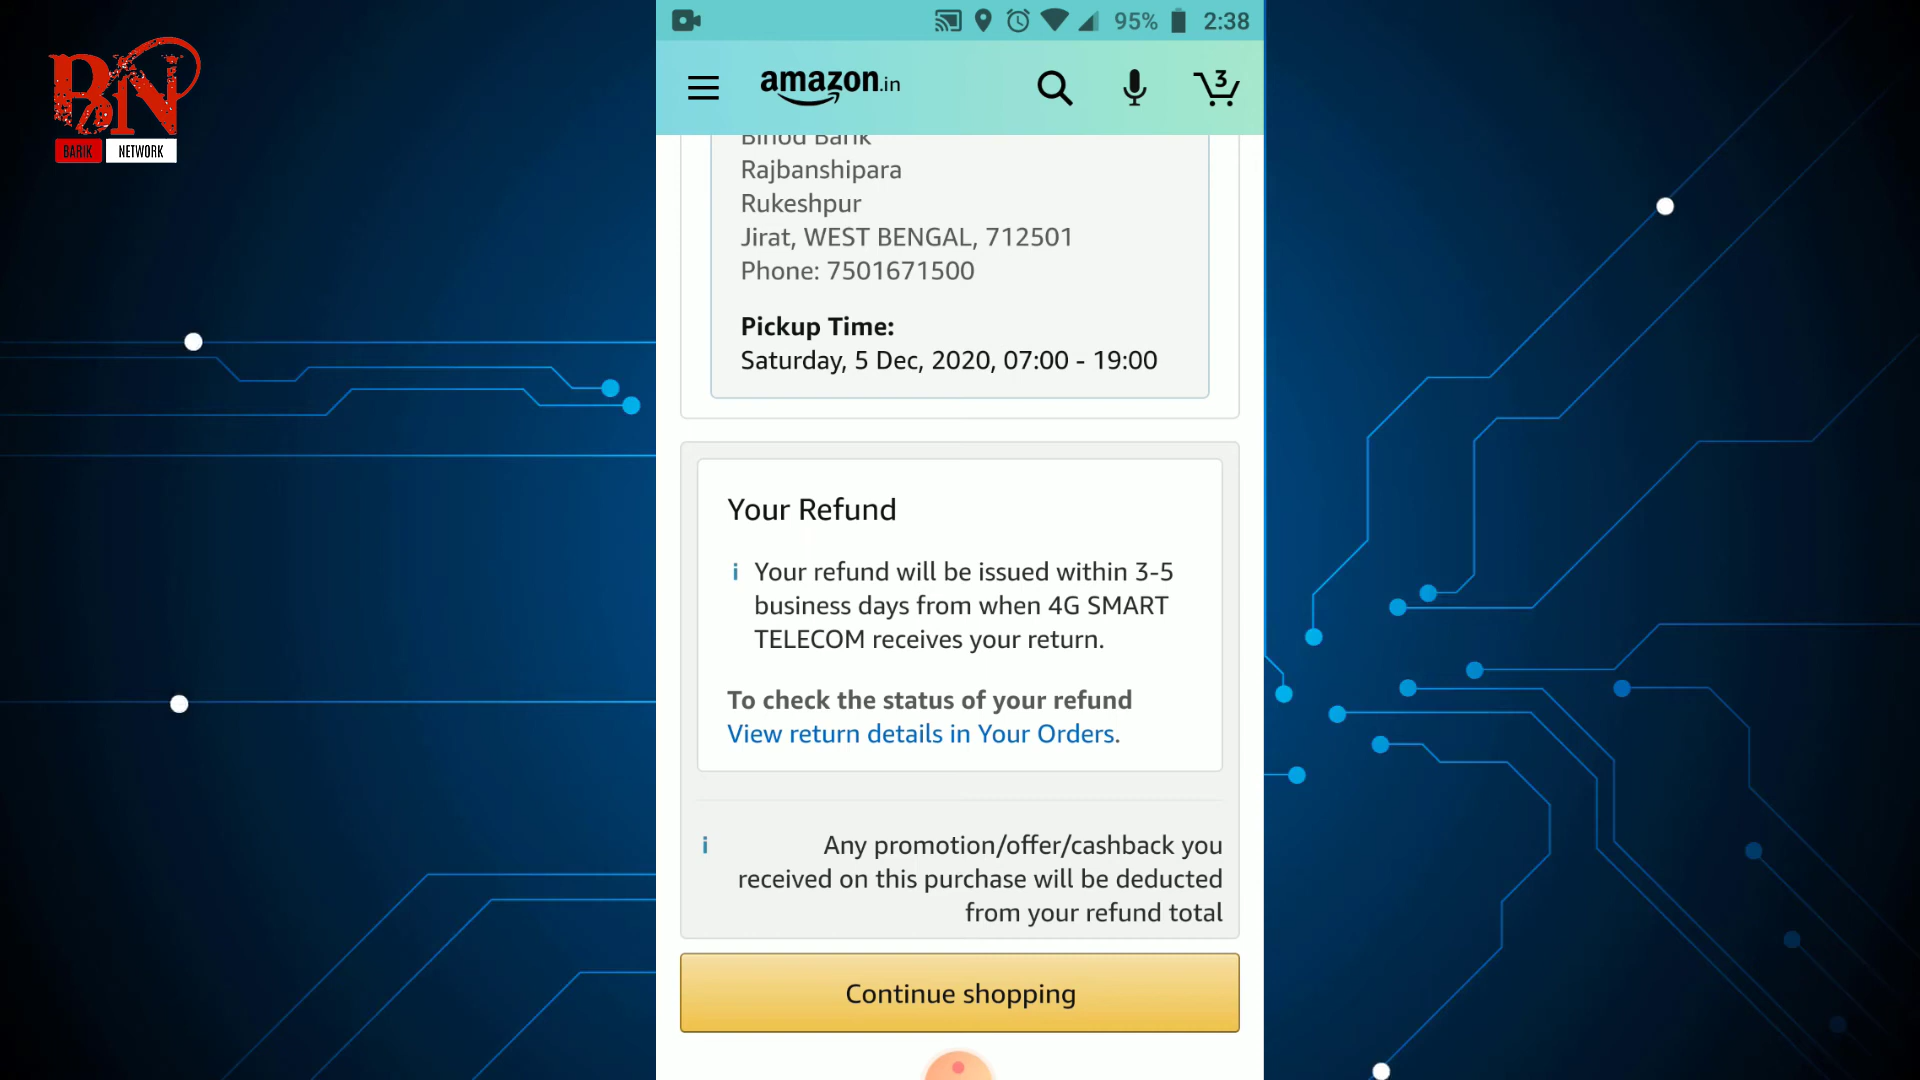 BN
BARIK NETWORK
95% 2:38
amazon.in
3
Binod Barik
Rajbanshipara
Rukeshpur
Jirat, WEST BENGAL, 712501
Phone: 7501671500
Pickup Time:
Saturday, 5 Dec, 2020, 07:00 - 19:00
Your Refund
i Your refund will be issued within 3-5
business days from when 4G SMART
TELECOM receives your return.
To check the status of your refund
View return details in Your Orders.
i Any promotion/offer/cashback you
received on this purchase will be deducted
from your refund total
Continue shopping